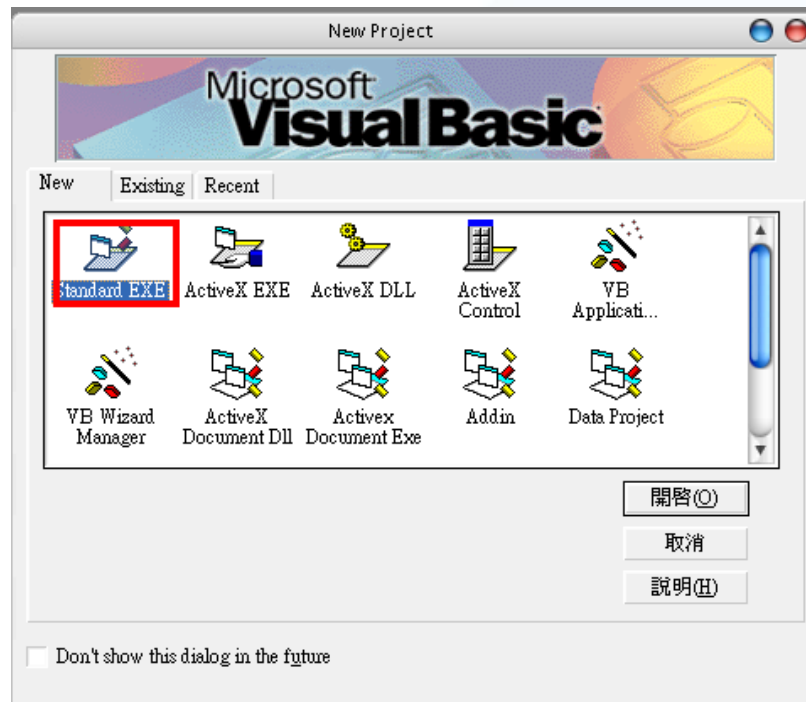 New Project
Microsoft
Visual Basic
New Existing Recent
Standard EXE ActiveX EXE ActiveX DLL ActiveX Control VB Applicati...
VB Wizard Manager ActiveX Document Dll Activex Document Exe Addin Data Project
開啓(O)
取消
說明(H)
Don't show this dialog in the future